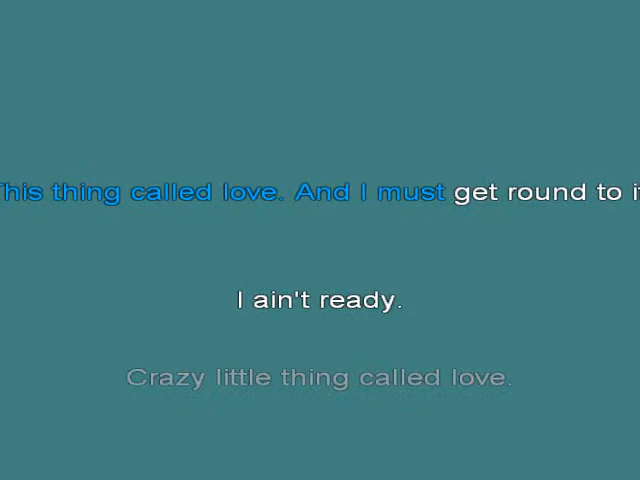 This thing called love. And I must get round to it
I ain't ready.
Crazy little thing called love.